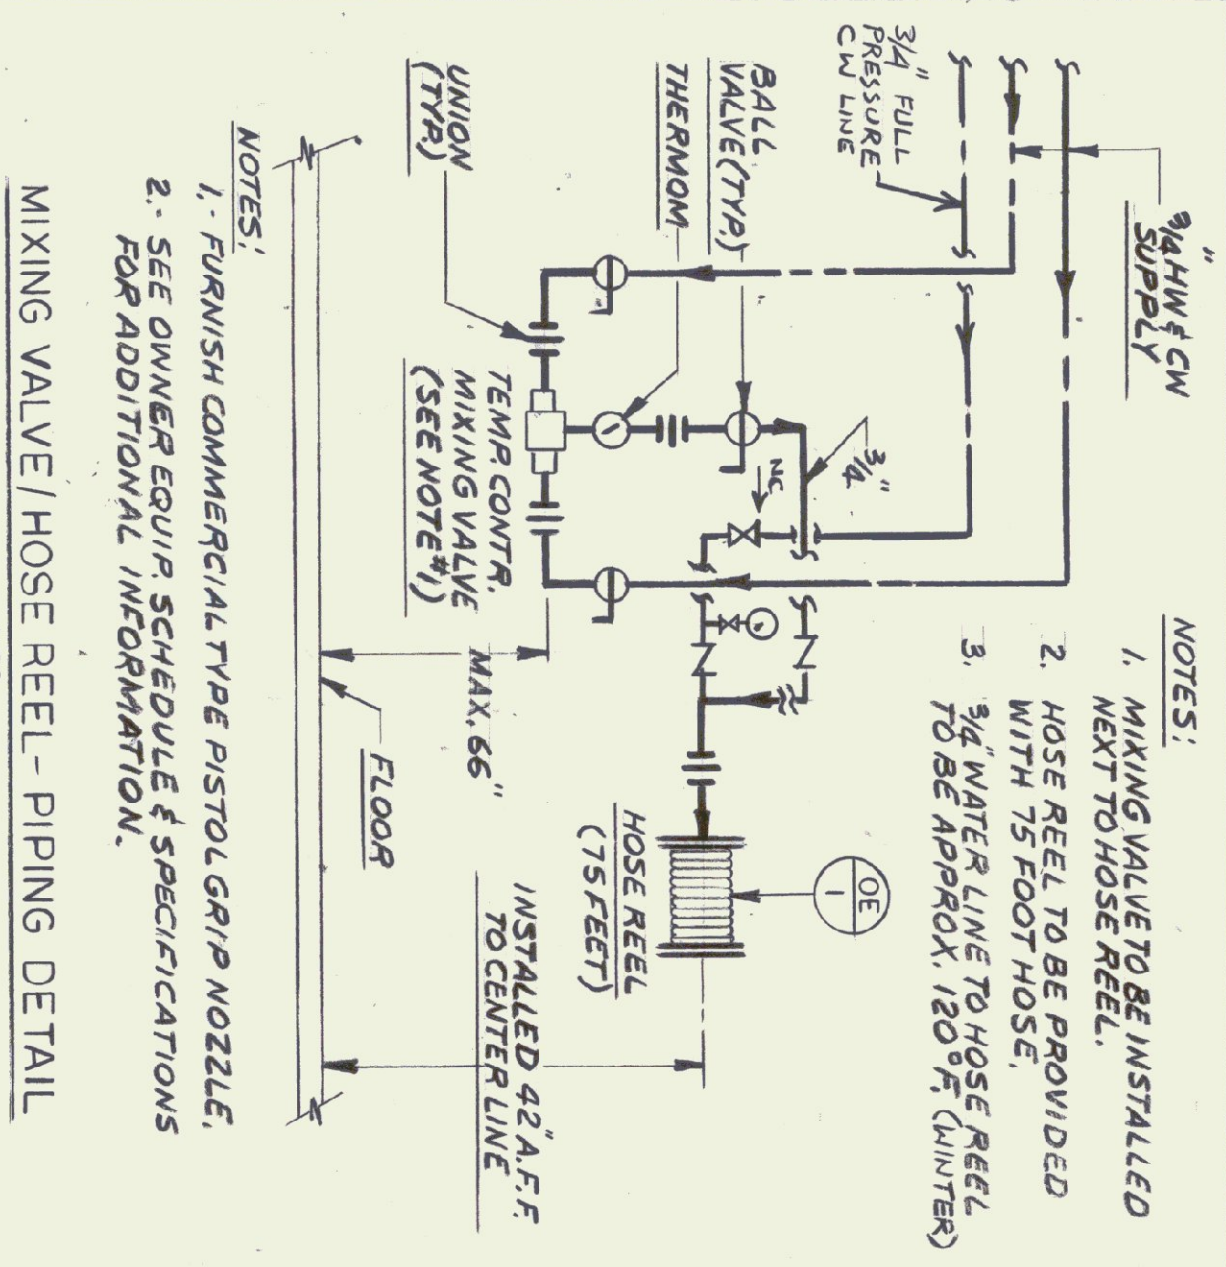 "
3/4 HW & CW
SUPPLY
3/4" FULL
PRESSURE
CW LINE
BALL
VALVE (TYP.)
THERMOM
UNION
(TYP.)
3/4"
NC
TEMP. CONTR.
MIXING VALVE
(SEE NOTE #1)
MAX. 66"
FLOOR
NOTES:
1. MIXING VALVE TO BE INSTALLED
NEXT TO HOSE REEL.
2. HOSE REEL TO BE PROVIDED
WITH 75 FOOT HOSE.
3. 3/4" WATER LINE TO HOSE REEL
TO BE APPROX. 120°F. (WINTER)
OE
1
HOSE REEL
(75 FEET)
INSTALLED 42" A.F.F.
TO CENTER LINE
NOTES:
1.- FURNISH COMMERCIAL TYPE PISTOL GRIP NOZZLE.
2.- SEE OWNER EQUIP. SCHEDULE & SPECIFICATIONS
FOR ADDITIONAL INFORMATION.
MIXING VALVE / HOSE REEL - PIPING DETAIL